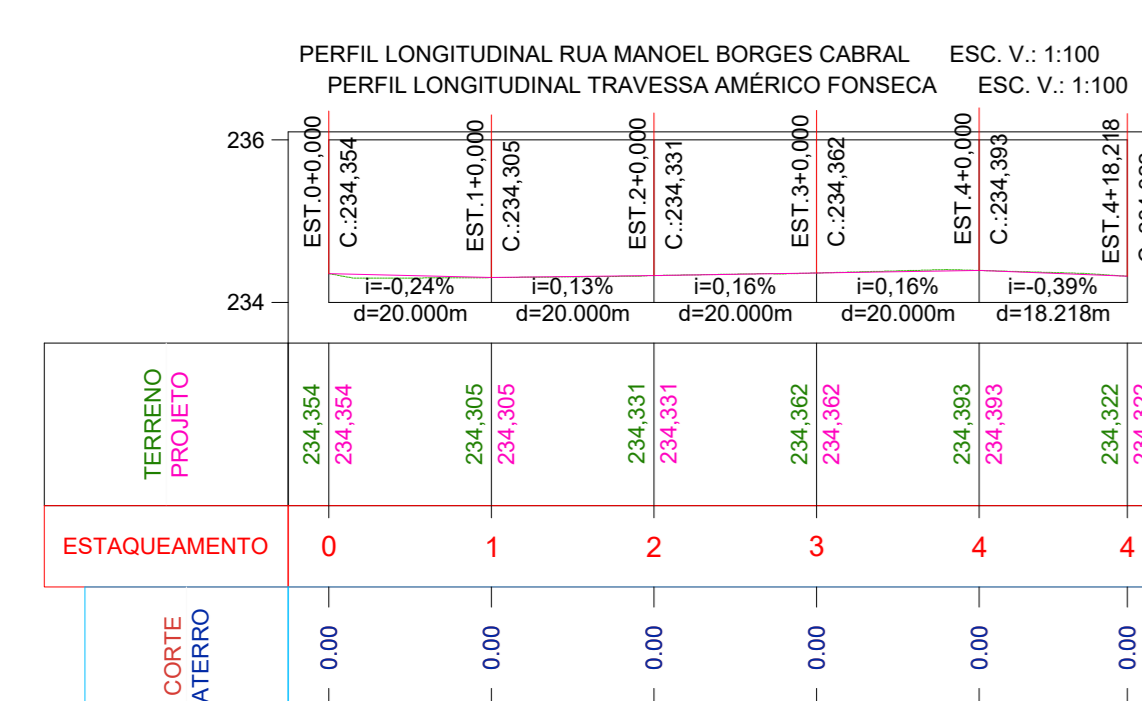 PERFIL LONGITUDINAL RUA MANOEL BORGES CABRAL ESC. V.: 1:100
PERFIL LONGITUDINAL TRAVESSA AMÉRICO FONSECA ESC. V.: 1:100
236
EST.0+0,000
C.:234,354
EST.1+0,000
C.:234,305
EST.2+0,000
C.:234,331
EST.3+0,000
C.:234,362
EST.4+0,000
C.:234,393
EST.4+18,218
234
i=-0,24%
d=20.000m
i=0,13%
d=20.000m
i=0,16%
d=20.000m
i=0,16%
d=20.000m
i=-0,39%
d=18.218m
TERRENO
PROJETO
234,354
234,354
234,305
234,305
234,331
234,331
234,362
234,362
234,393
234,393
234,322
234,322
ESTAQUEAMENTO 0 1 2 3 4 4
CORTE
ATERRO
0.00 0.00 0.00 0.00 0.00 0.00